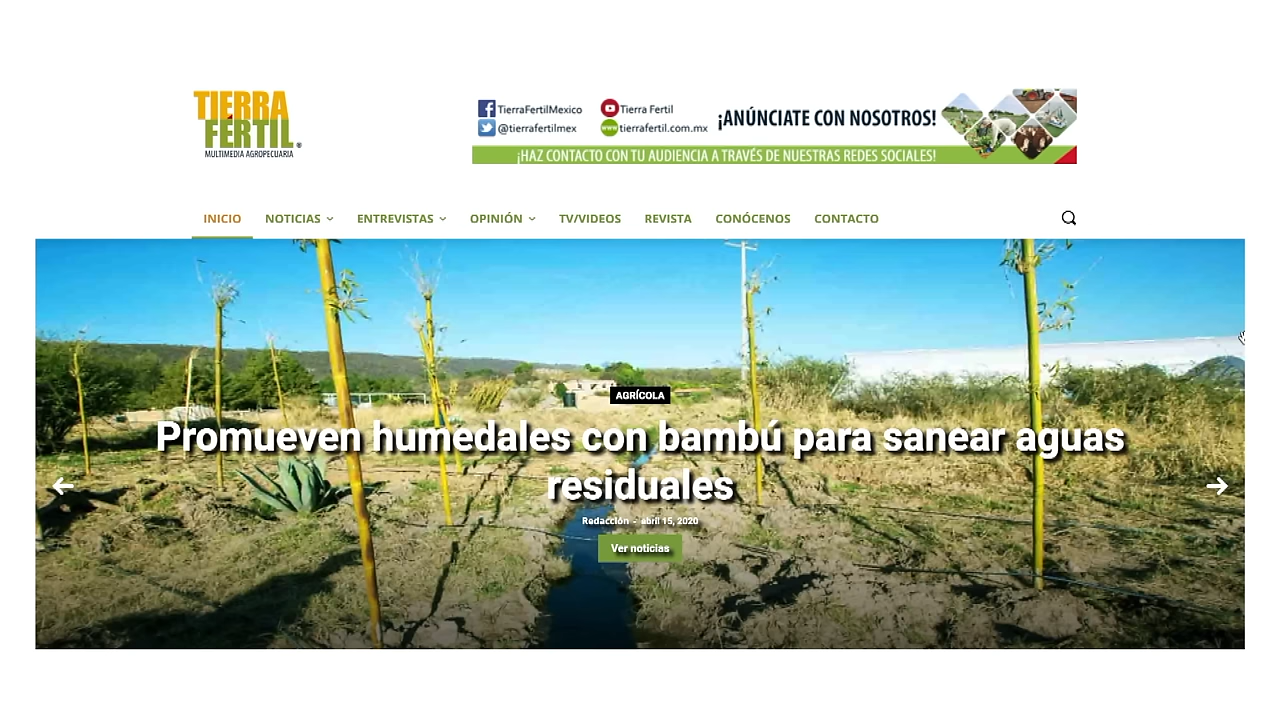 TIERRA
FERTIL®
MULTIMEDIA AGROPECUARIA
TierraFertilMexico
Tierra Fertil
@tierrafertilmex
www tierrafertil.com.mx
¡ANÚNCIATE CON NOSOTROS!
¡HAZ CONTACTO CON TU AUDIENCIA A TRAVÉS DE NUESTRAS REDES SOCIALES!
INICIO NOTICIAS ENTREVISTAS OPINIÓN TV/VIDEOS REVISTA CONÓCENOS CONTACTO
AGRÍCOLA
Promueven humedales con bambú para sanear aguas
residuales
Redacción - abril 15, 2020
Ver noticias